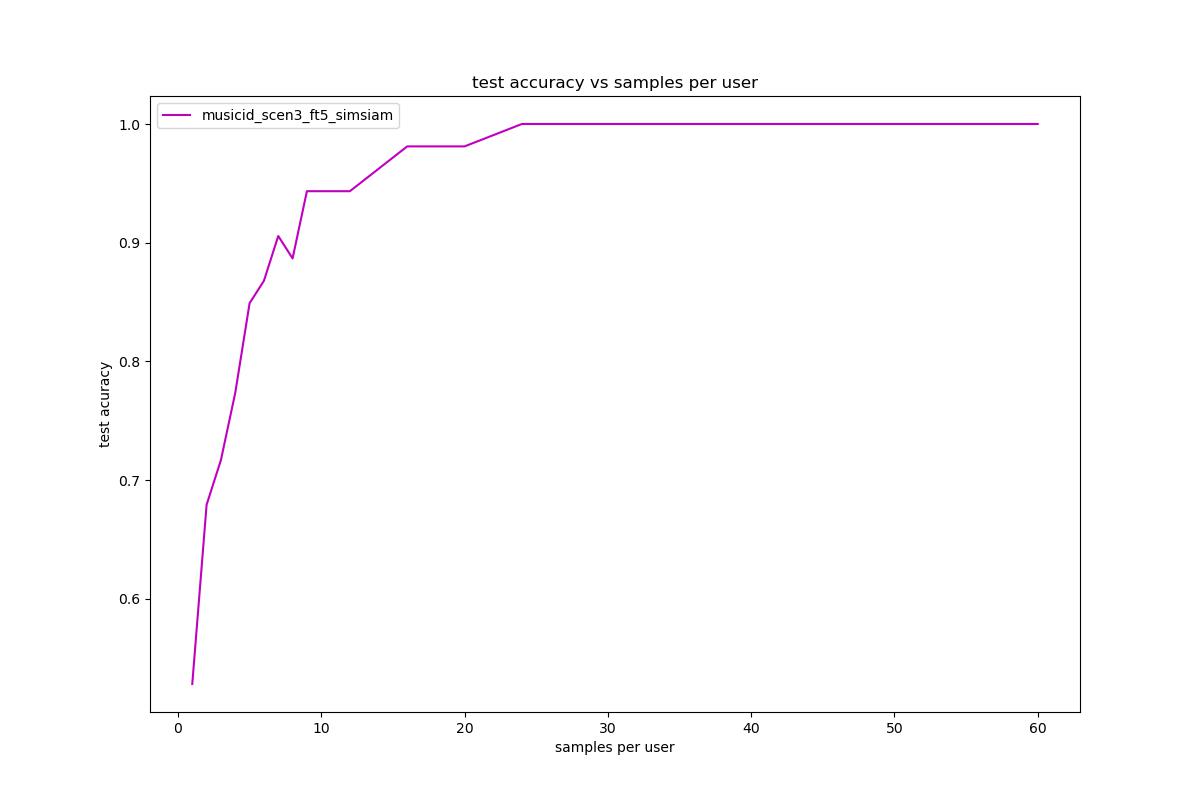 test accuracy vs samples per user
musicid_scen3_ft5_simsiam
1.0
0.9
0.8
0.7
0.6
test acuracy
0 10 20 30 40 50 60
samples per user